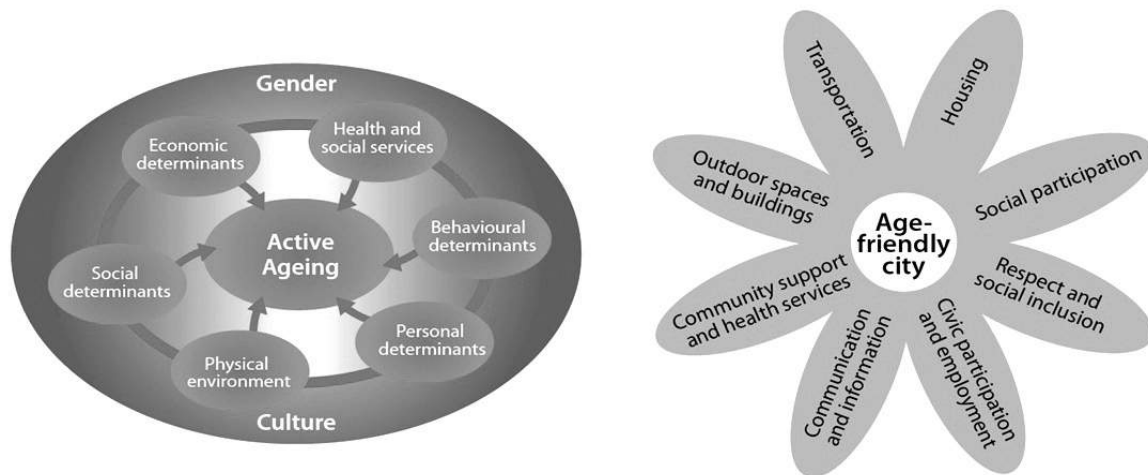 Gender
Economic
determinants
Health and
social services
Active
Ageing
Behavioural
determinants
Social
determinants
Personal
determinants
Physical
environment
Culture
Transportation
Housing
Outdoor spaces
and buildings
Social participation
Age-
friendly
city
Community support
and health services
Respect and
social inclusion
Communication
and information
Civic participation
and employment